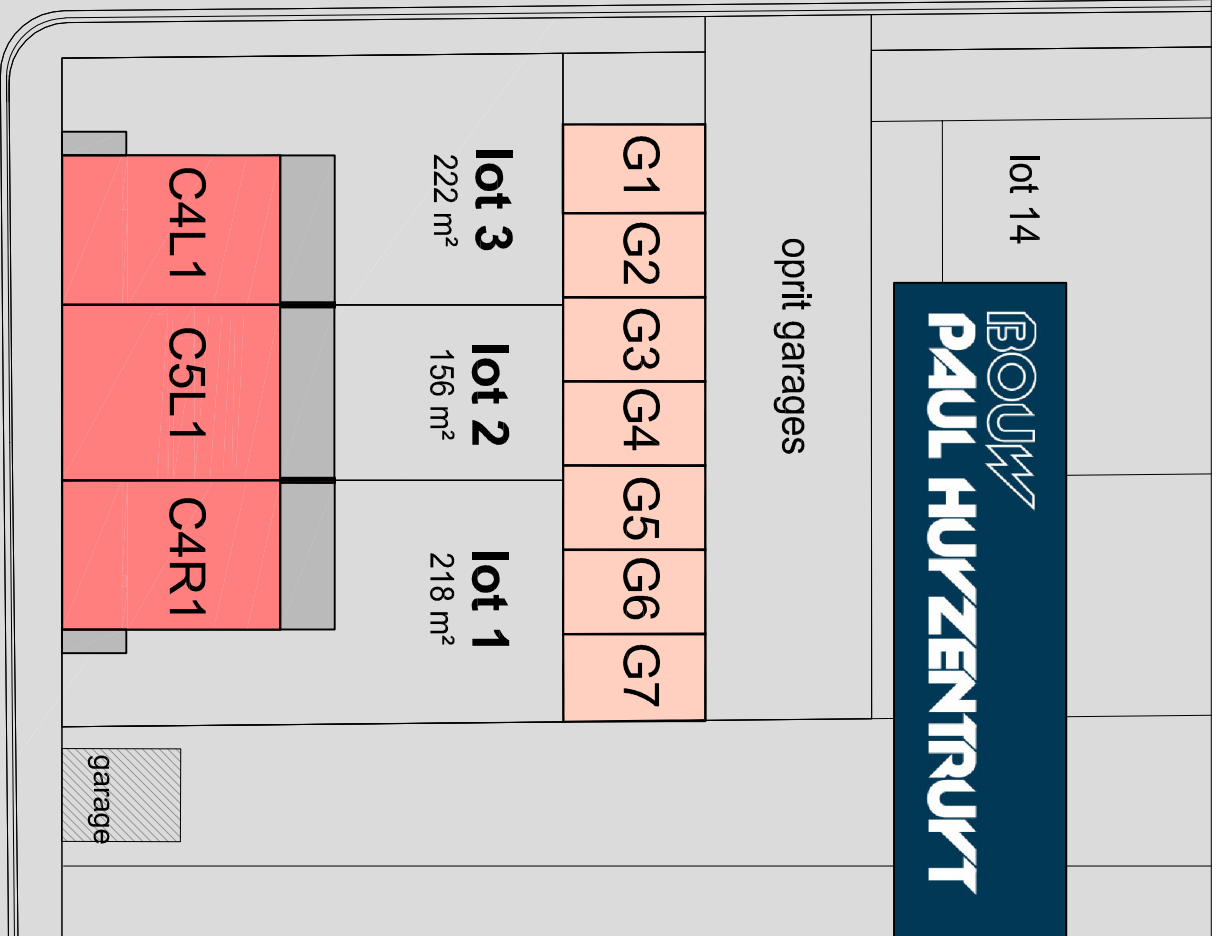 lot 14
BOUW
PAUL HUYZENTRUYT
oprit garages
G1
G2
G3
G4
G5
G6
G7
lot 3
222 m²
lot 2
156 m²
lot 1
218 m²
C4L1
C5L1
C4R1
garage